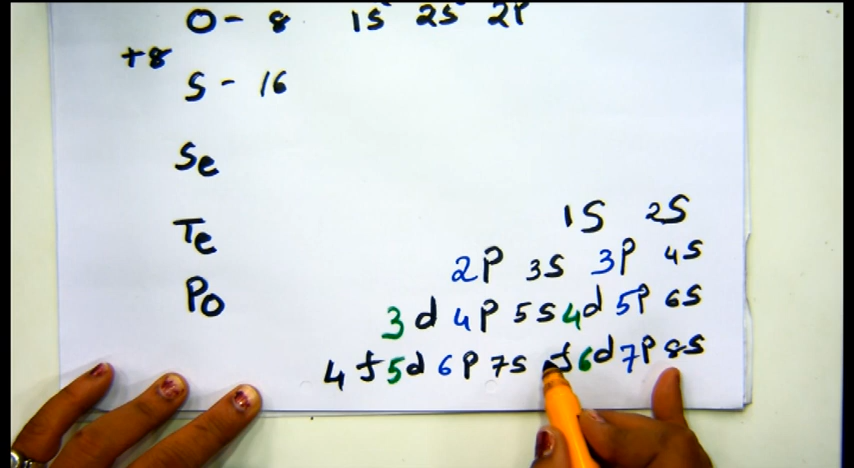 O - 8 1s 2s 2p
+8
S - 16
Se
Te
Po
1s 2s
2p 3s 3p 4s
3d 4p 5s 4d 5p 6s
4f 5d 6p 7s f 6d 7p 8s